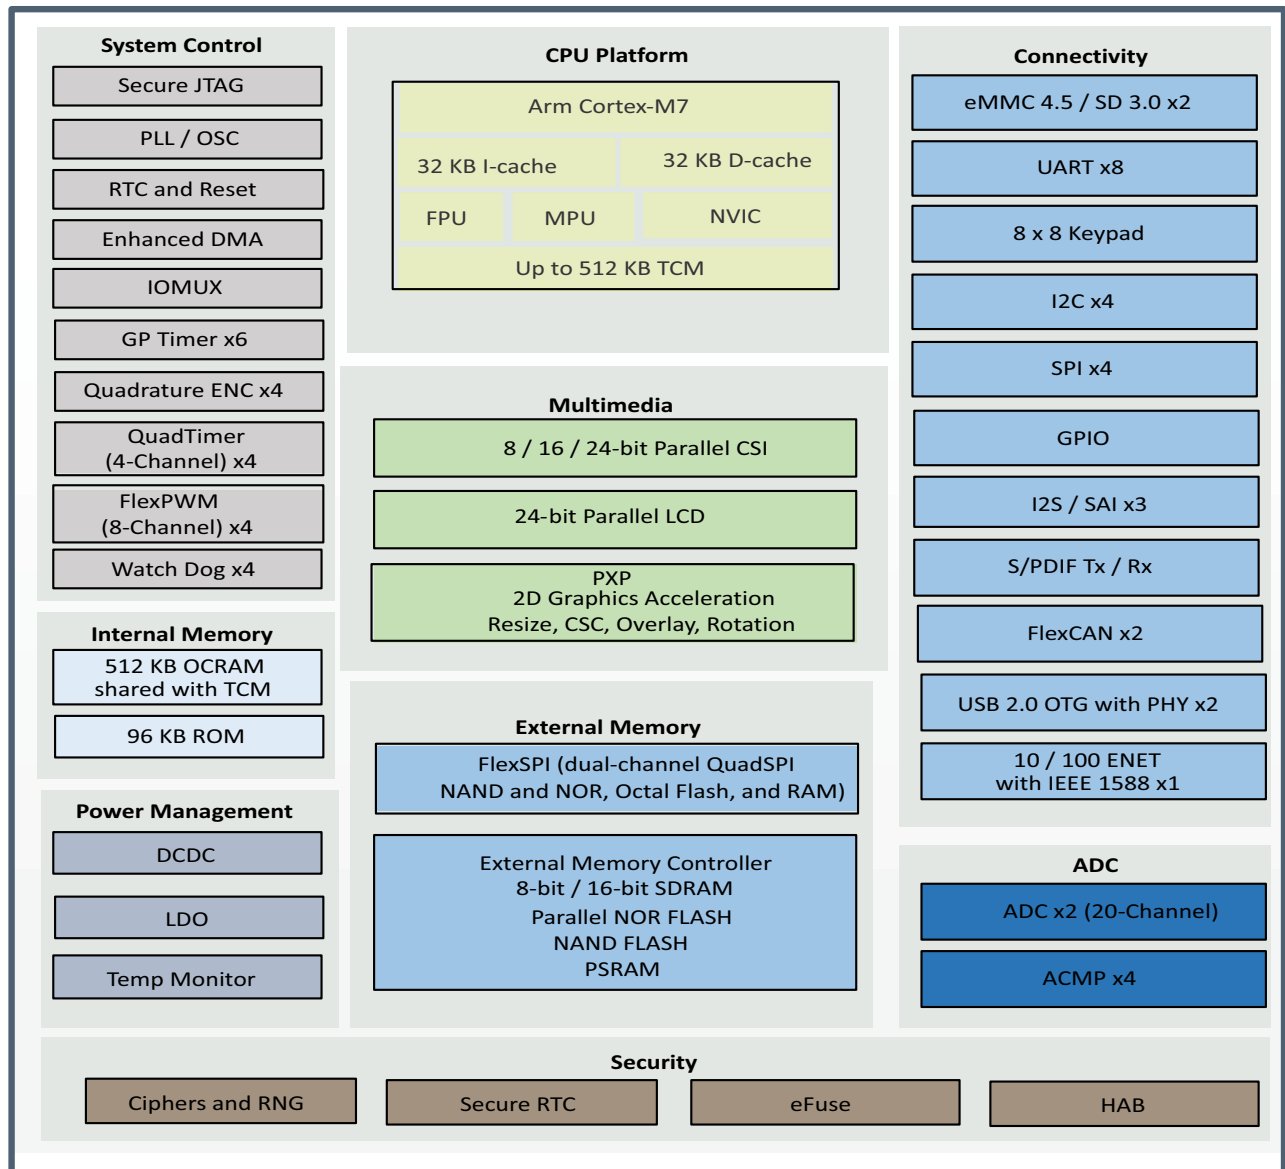 System Control
Secure JTAG
PLL / OSC
RTC and Reset
Enhanced DMA
IOMUX
GP Timer x6
Quadrature ENC x4
QuadTimer
(4-Channel) x4
FlexPWM
(8-Channel) x4
Watch Dog x4
Internal Memory
512 KB OCRAM
shared with TCM
96 KB ROM
Power Management
DCDC
LDO
Temp Monitor
CPU Platform
Arm Cortex-M7
32 KB I-cache
32 KB D-cache
FPU
MPU
NVIC
Up to 512 KB TCM
Multimedia
8 / 16 / 24-bit Parallel CSI
24-bit Parallel LCD
PXP
2D Graphics Acceleration
Resize, CSC, Overlay, Rotation
External Memory
FlexSPI (dual-channel QuadSPI
NAND and NOR, Octal Flash, and RAM)
External Memory Controller
8-bit / 16-bit SDRAM
Parallel NOR FLASH
NAND FLASH
PSRAM
Connectivity
eMMC 4.5 / SD 3.0 x2
UART x8
8 x 8 Keypad
I2C x4
SPI x4
GPIO
I2S / SAI x3
S/PDIF Tx / Rx
FlexCAN x2
USB 2.0 OTG with PHY x2
10 / 100 ENET
with IEEE 1588 x1
ADC
ADC x2 (20-Channel)
ACMP x4
Security
Ciphers and RNG
Secure RTC
eFuse
HAB